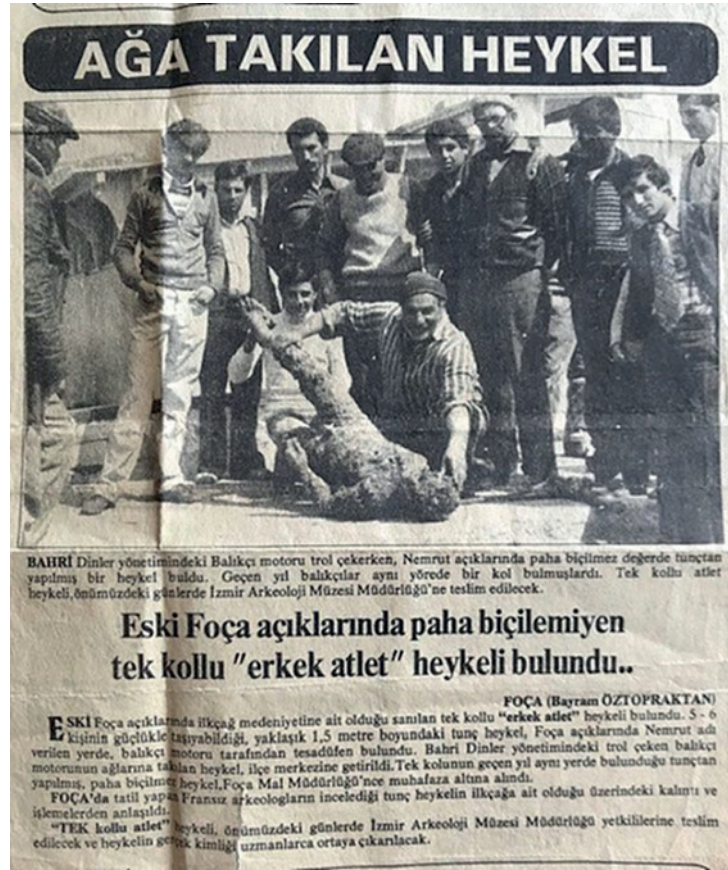 AĞA TAKILAN HEYKEL
BAHRİ Dinler yönetimindeki Balıkçı motoru trol çekerken, Nemrut açıklarında paha biçilmez değerde tunçtan
yapılmış bir heykel buldu. Geçen yıl balıkçılar aynı yörede bir kol bulmuşlardı. Tek kollu atlet
heykeli,önümüzdeki günlerde İzmir Arkeoloji Müzesi Müdürlüğü'ne teslim edilecek.
Eski Foça açıklarında paha biçilemiyen
tek kollu "erkek atlet" heykeli bulundu..
FOÇA (Bayram ÖZTOPRAKTAN)
ESKİ Foça açıklarında ilkçağ medeniyetine ait olduğu sanılan tek kollu "erkek atlet" heykeli bulundu. 5 - 6
kişinin güçlükle taşıyabildiği, yaklaşık 1,5 metre boyundaki tunç heykel, Foça açıklarında Nemrut adı
verilen yerde, balıkçı motoru tarafından tesadüfen bulundu. Bahri Dinler yönetimindeki trol çeken balıkçı
motorunun ağlarına takılan heykel, ilçe merkezine getirildi. Tek kolunun geçen yıl aynı yerde bulunduğu tunçtan
yapılmış, paha biçilmez heykel,Foça Mal Müdürlüğü'nce muhafaza altına alındı.
FOÇA'da tatil yapan Fransız arkeologların incelediği tunç heykelin ilkçağa ait olduğu üzerindeki kalıntı ve
işlemelerden anlaşıldı.
"TEK kollu atlet" heykeli, önümüzdeki günlerde İzmir Arkeoloji Müzesi Müdürlüğü yetkililerine teslim
edilecek ve heykelin gerçek kimliği uzmanlarca ortaya çıkarılacak.